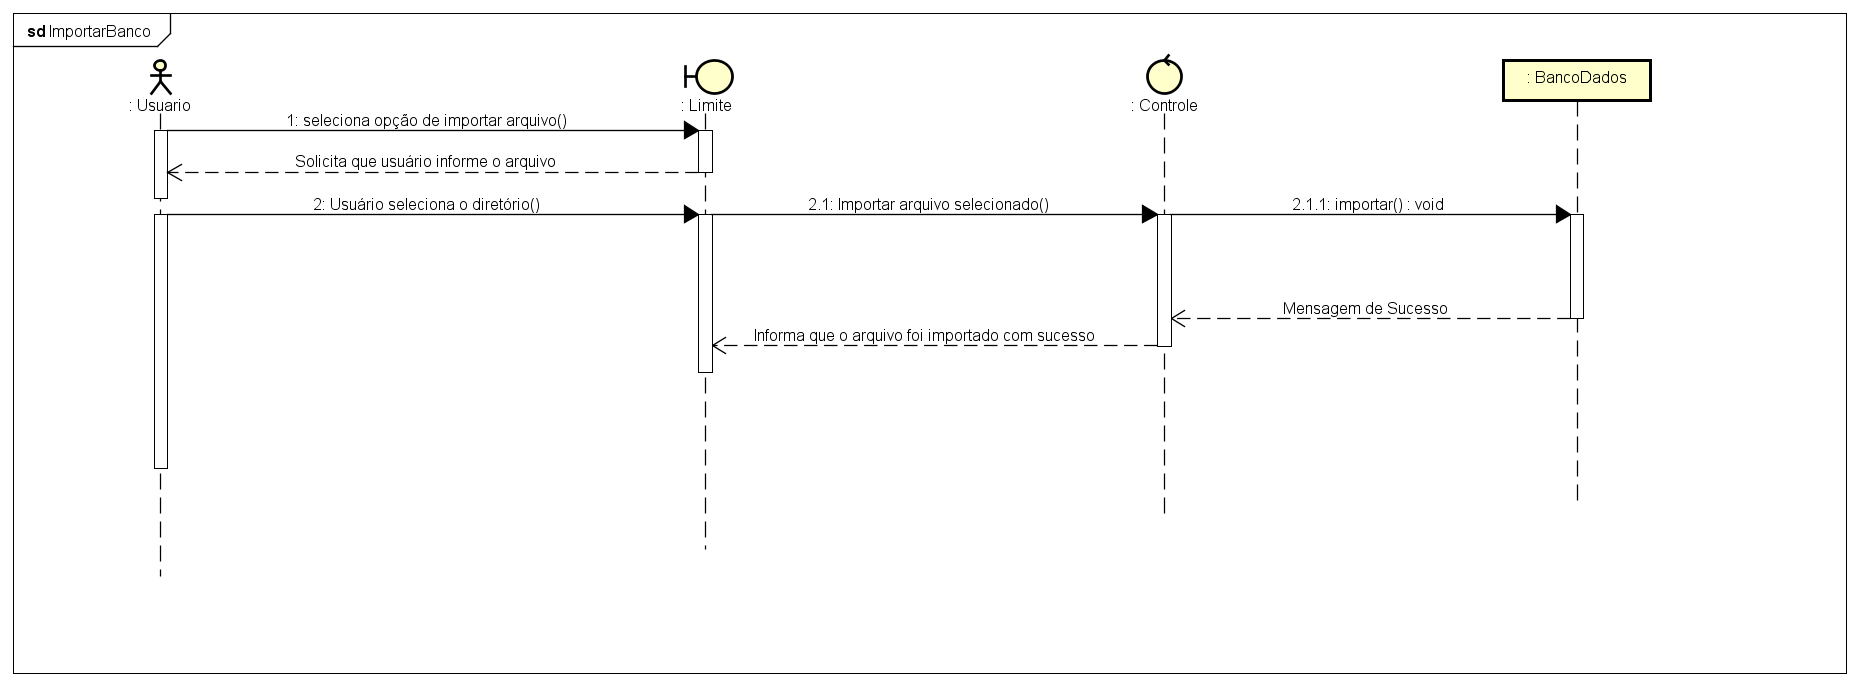 sd ImportarBanco
: Usuario
: Limite
: Controle
: BancoDados
1: seleciona opção de importar arquivo()
Solicita que usuário informe o arquivo
2: Usuário seleciona o diretório()
2.1: Importar arquivo selecionado()
2.1.1: importar() : void
Mensagem de Sucesso
Informa que o arquivo foi importado com sucesso